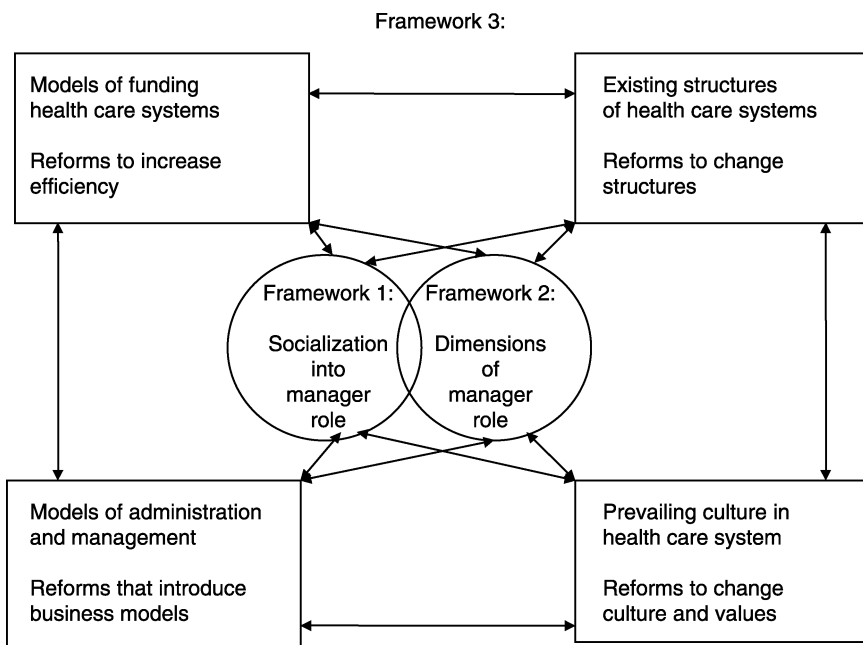 Framework 3:
Models of funding
health care systems
Reforms to increase
efficiency
Existing structures
of health care systems
Reforms to change
structures
Framework 1:
Socialization
into
manager
role
Framework 2:
Dimensions
of
manager
role
Models of administration
and management
Reforms that introduce
business models
Prevailing culture in
health care system
Reforms to change
culture and values